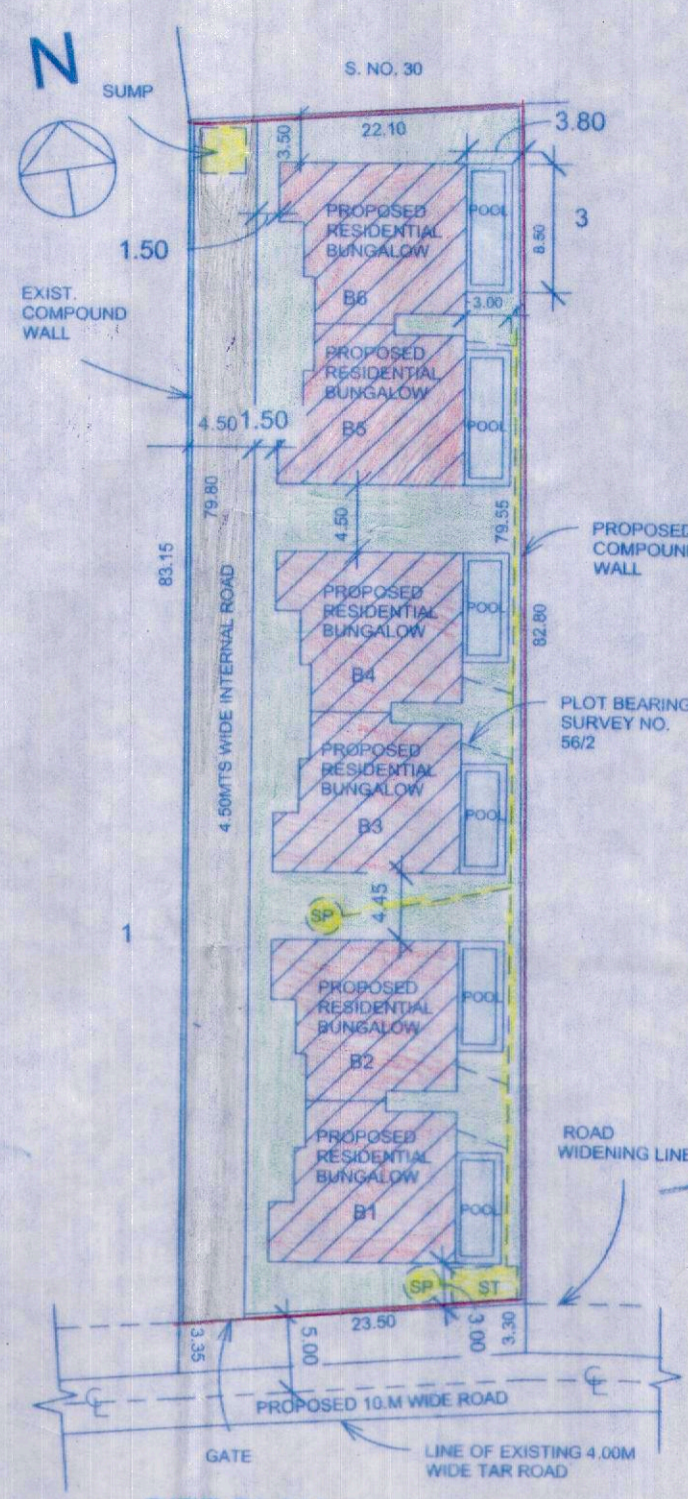 N
S. NO. 30
SUMP
3.50
22.10
3.80
PROPOSED
RESIDENTIAL
BUNGALOW
B6
POOL
8.50
3
1.50
EXIST.
COMPOUND
WALL
3.00
PROPOSED
RESIDENTIAL
BUNGALOW
B5
POOL
4.50
1.50
79.80
83.15
4.50
79.55
PROPOSED
COMPOUND
WALL
82.80
4.50MTS WIDE INTERNAL ROAD
PROPOSED
RESIDENTIAL
BUNGALOW
B4
POOL
PLOT BEARING
SURVEY NO.
56/2
PROPOSED
RESIDENTIAL
BUNGALOW
B3
POOL
1
SP
4.45
PROPOSED
RESIDENTIAL
BUNGALOW
B2
POOL
PROPOSED
RESIDENTIAL
BUNGALOW
B1
POOL
ROAD
WIDENING LINE
SP
ST
3.35
5.00
23.50
3.00
3.30
CL
PROPOSED 10.M WIDE ROAD
CL
GATE
LINE OF EXISTING 4.00M
WIDE TAR ROAD